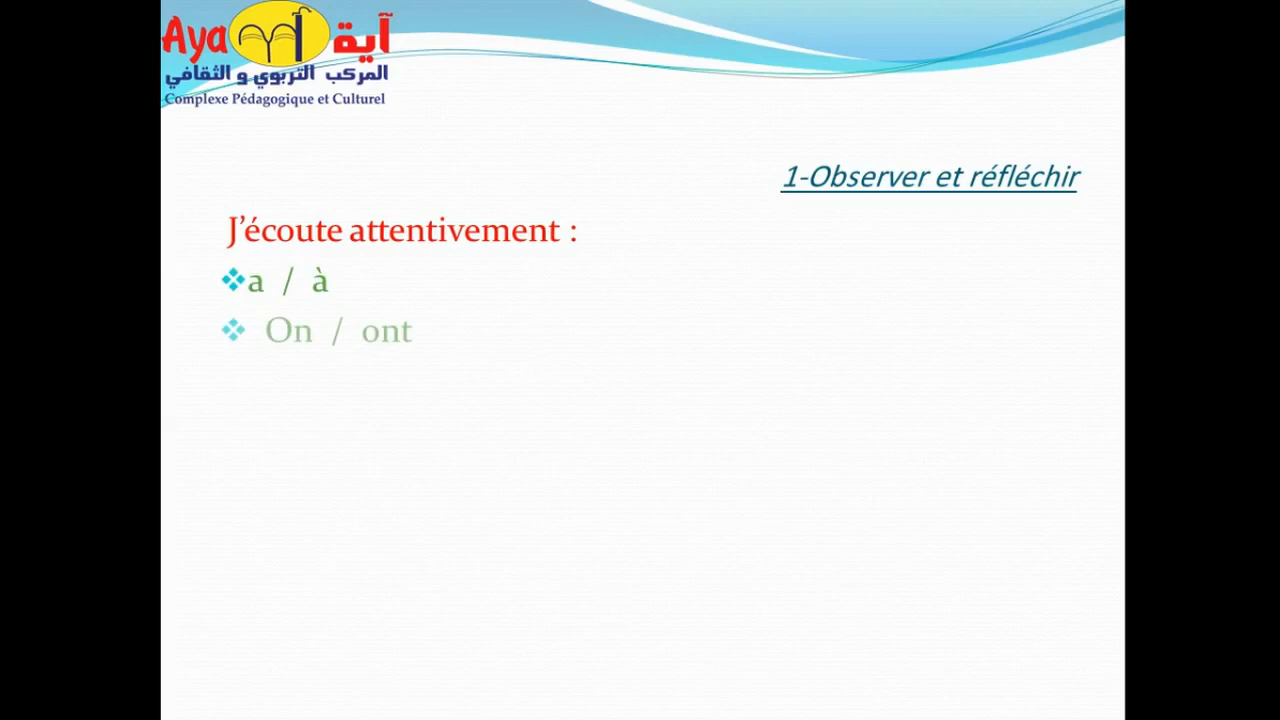 Aya آية
المركب التربوي و الثقافي
Complexe Pédagogique et Culturel
1-Observer et réfléchir
J’écoute attentivement :
a / à
On / ont